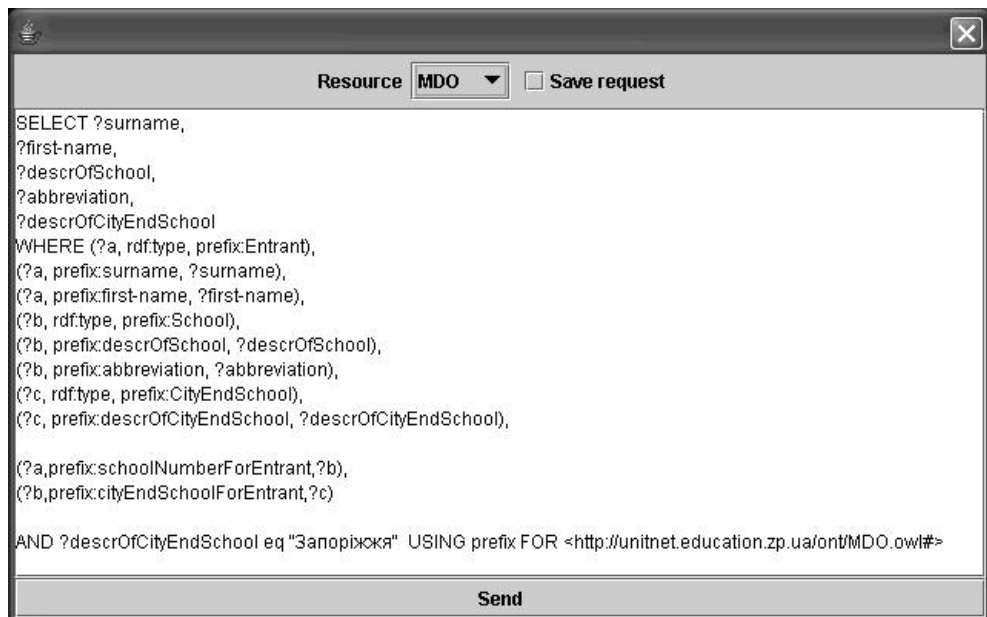 Resource MDO Save request
SELECT ?surname,
?first-name,
?descrOfSchool,
?abbreviation,
?descrOfCityEndSchool
WHERE (?a, rdf:type, prefix:Entrant),
(?a, prefix:surname, ?surname),
(?a, prefix:first-name, ?first-name),
(?b, rdf:type, prefix:School),
(?b, prefix:descrOfSchool, ?descrOfSchool),
(?b, prefix:abbreviation, ?abbreviation),
(?c, rdf:type, prefix:CityEndSchool),
(?c, prefix:descrOfCityEndSchool, ?descrOfCityEndSchool),
(?a,prefix:schoolNumberForEntrant,?b),
(?b,prefix:cityEndSchoolForEntrant,?c)
AND ?descrOfCityEndSchool eq "Запоріжжя" USING prefix FOR <http://unitnet.education.zp.ua/ont/MDO.owl#>
Send